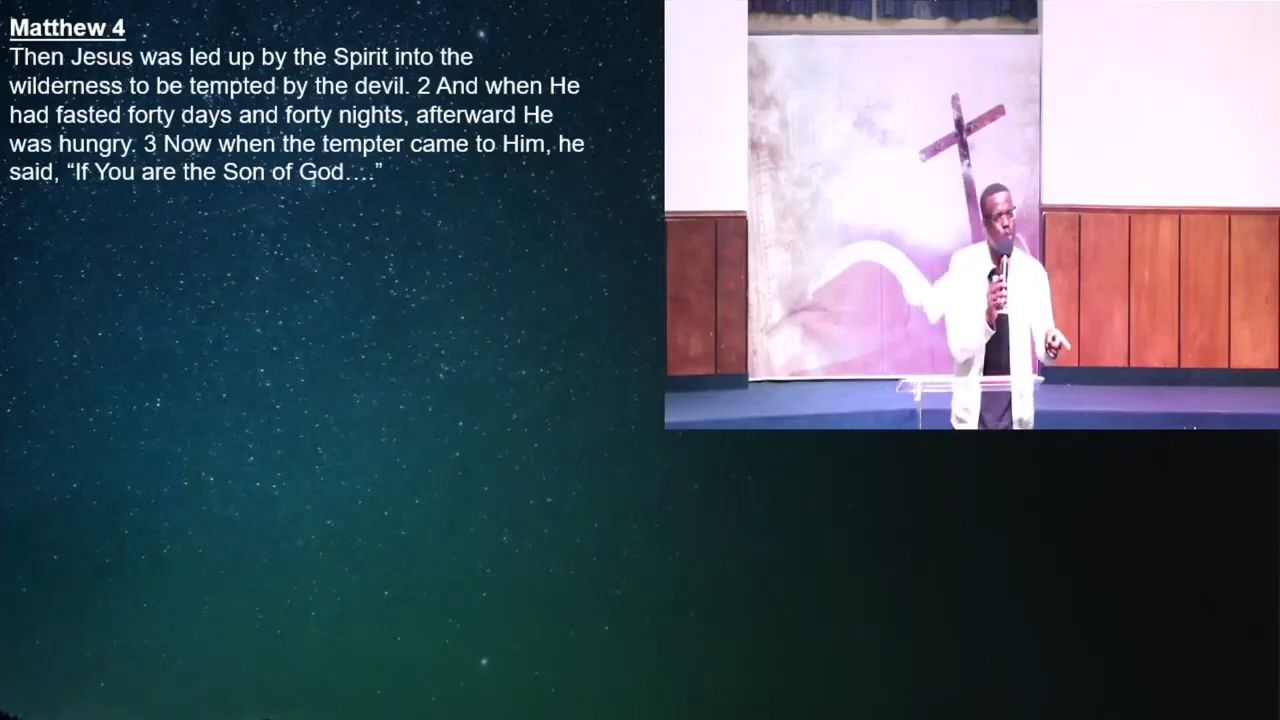 Matthew 4
Then Jesus was led up by the Spirit into the
wilderness to be tempted by the devil. 2 And when He
had fasted forty days and forty nights, afterward He
was hungry. 3 Now when the tempter came to Him, he
said, “If You are the Son of God….”